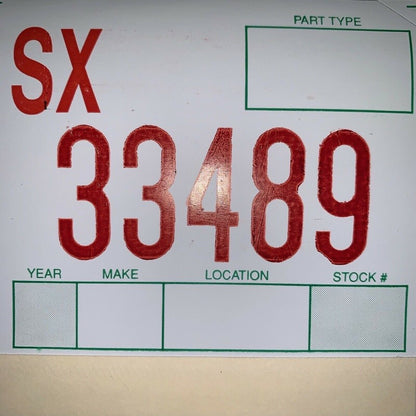 SX
PART TYPE
33489
YEAR MAKE LOCATION STOCK #